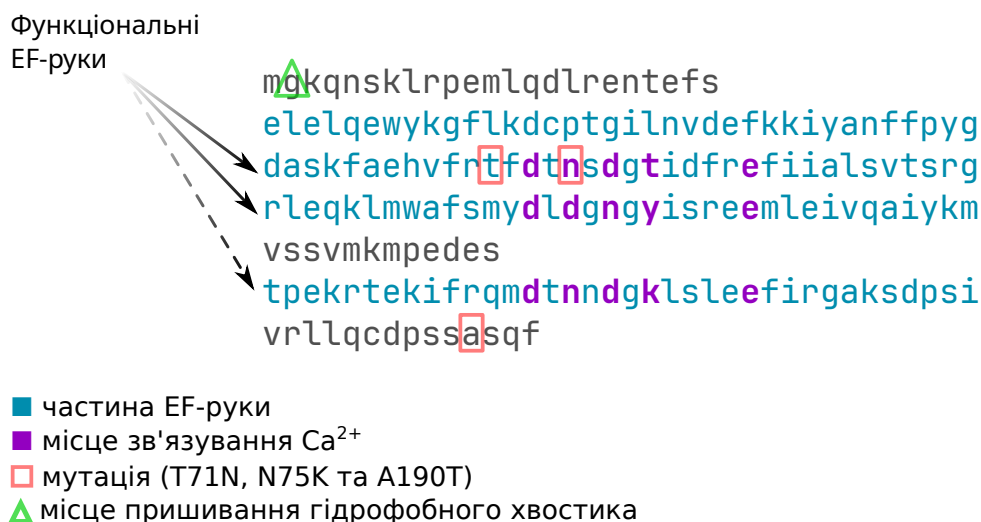 Функціональні
EF-руки
mgkqnsklrpemlqdlrentefs
elelqewykgflkdcptgilnvdefkkiyanffpyg
daskfaehvfrtfdtnsdgtidfrefiialsvtsrg
rleqklmwafsmydldgngyisreemleivqaiykm
vssvmkmpedes
tpekrtekifrqmdtnndgklsleefirgaksdpsi
vrllqcdpssasqf
частина EF-руки
місце зв'язування Ca²⁺
мутація (T71N, N75K та A190T)
місце пришивання гідрофобного хвостика